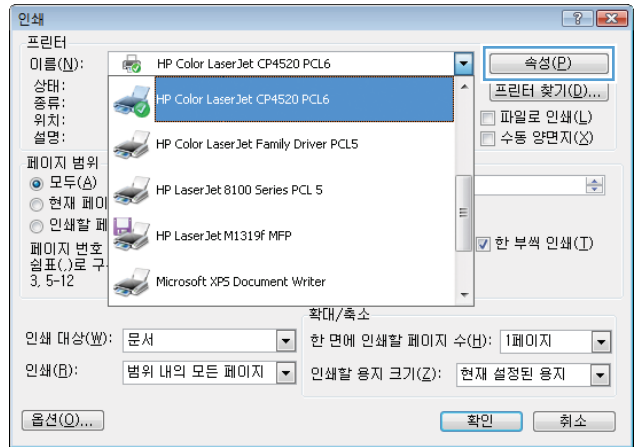 인쇄
프린터
이름(N): HP Color LaserJet CP4520 PCL6 속성(P)
상태: HP Color LaserJet CP4520 PCL6 프린터 찾기(D)...
종류:
위치: 파일로 인쇄(L)
설명: HP Color LaserJet Family Driver PCL5 수동 양면지(X)
페이지 범위
모두(A) HP LaserJet 8100 Series PCL 5
현재 페이
인쇄할 페 HP LaserJet M1319f MFP
페이지 번호 한 부씩 인쇄(T)
쉼표(,)로 구
3, 5-12 Microsoft XPS Document Writer
확대/축소
인쇄 대상(W): 문서 한 면에 인쇄할 페이지 수(H): 1페이지
인쇄(R): 범위 내의 모든 페이지 인쇄할 용지 크기(Z): 현재 설정된 용지
옵션(O)... 확인 취소